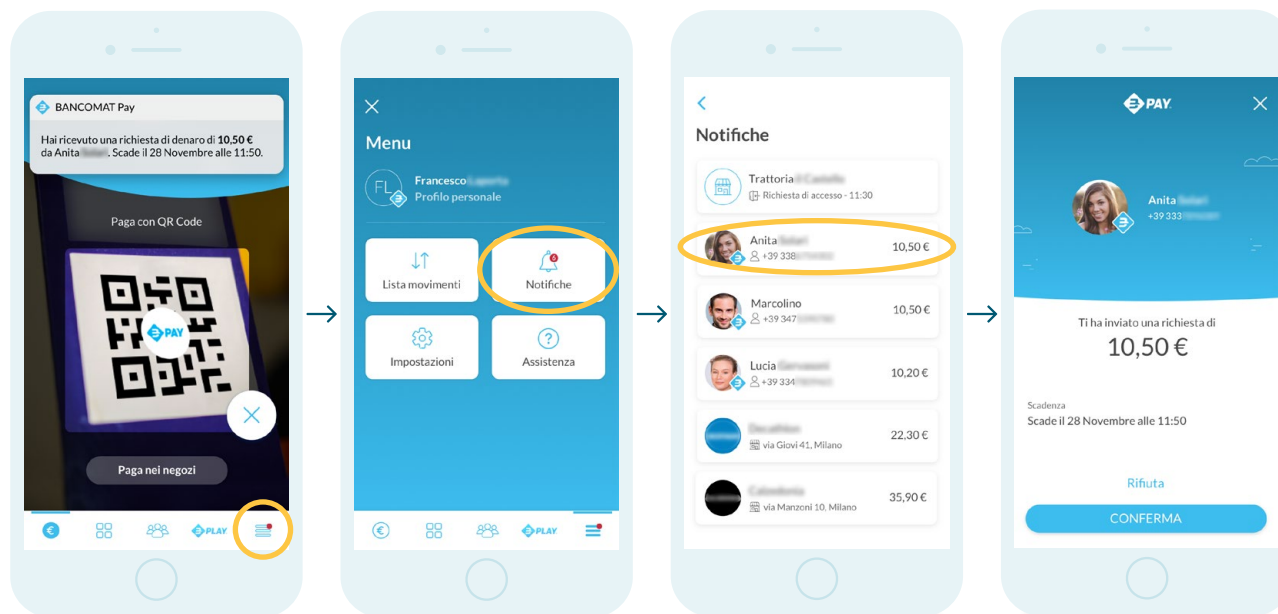 BANCOMAT Pay
Hai ricevuto una richiesta di denaro di 10,50 €
da Anita. Scade il 28 Novembre alle 11:50.
Paga con QR Code
PAY
Paga nei negozi
€
PLAY
Menu
FL
Francesco
Profilo personale
Lista movimenti
6
Notifiche
Impostazioni
?
Assistenza
€
PLAY
Notifiche
Trattoria
Richiesta di accesso - 11:30
Anita
+39 338
10,50 €
Marcolino
+39 347
10,50 €
Lucia
+39 334
10,20 €
via Giovi 41, Milano
22,30 €
via Manzoni 10, Milano
35,90 €
PAY
Anita
+39 333
Ti ha inviato una richiesta di
10,50 €
Scadenza
Scade il 28 Novembre alle 11:50
Rifiuta
CONFERMA